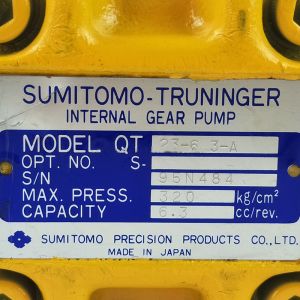 SUMITOMO-TRUNINGER
INTERNAL GEAR PUMP
MODEL QT 23-6.3-A
OPT. NO. S-
S/N 95N484
MAX. PRESS. 320 kg/cm²
CAPACITY 6.3 cc/rev.
SUMITOMO PRECISION PRODUCTS CO., LTD.
MADE IN JAPAN